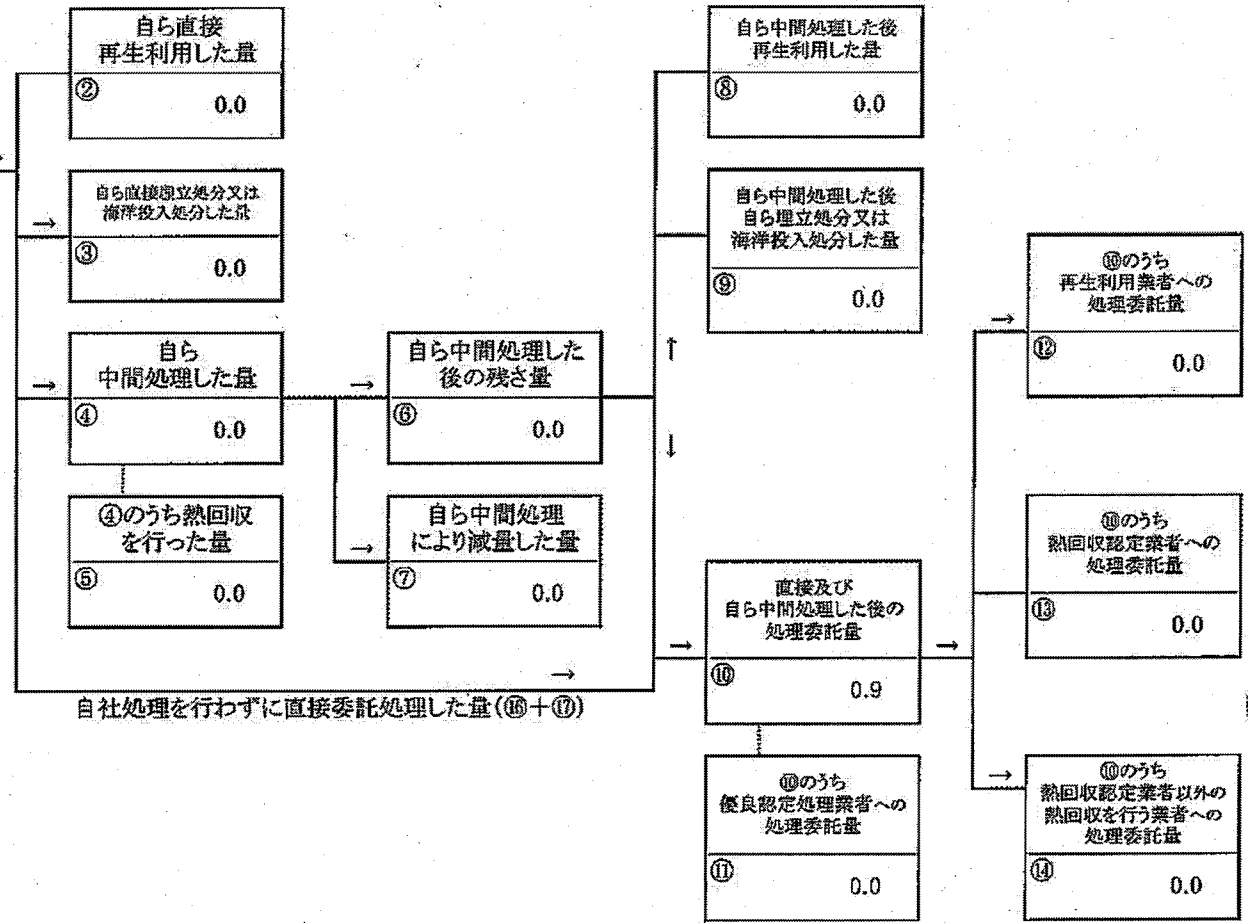 自ら直接
再生利用した量
②
0.0
自ら直接埋立処分又は
海洋投入処分した量
→
③
0.0
自ら
中間処理した量
→
④
0.0
④のうち熱回収
を行った量
⑤
0.0
自ら中間処理した
後の残さ量
→
⑥
0.0
自ら中間処理
により減量した量
→
⑦
0.0
→
自社処理を行わずに直接委託処理した量(⑯+⑰)
自ら中間処理した後
再生利用した量
⑧
0.0
自ら中間処理した後
自ら埋立処分又は
海洋投入処分した量
⑨
0.0
↑
↓
直接及び
自ら中間処理した後の
処理委託量
→
⑩
0.9
→
⑩のうち
優良認定処理業者への
処理委託量
⑪
0.0
⑩のうち
再生利用業者への
処理委託量
→
⑫
0.0
⑩のうち
熱回収認定業者への
処理委託量
⑬
0.0
⑩のうち
熱回収認定業者以外の
熱回収を行う業者への
処理委託量
→
⑭
0.0